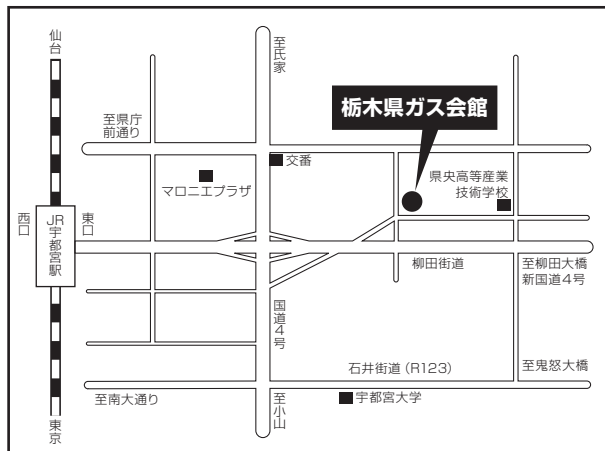 仙台
至氏家
栃木県ガス会館
至県庁
前通り
交番
県央高等産業
技術学校
マロニエプラザ
西口
JR
宇都宮駅
東口
柳田街道
至柳田大橋
新国道4号
国道4号
石井街道(R123)
至鬼怒大橋
至南大通り
宇都宮大学
至小山
東京